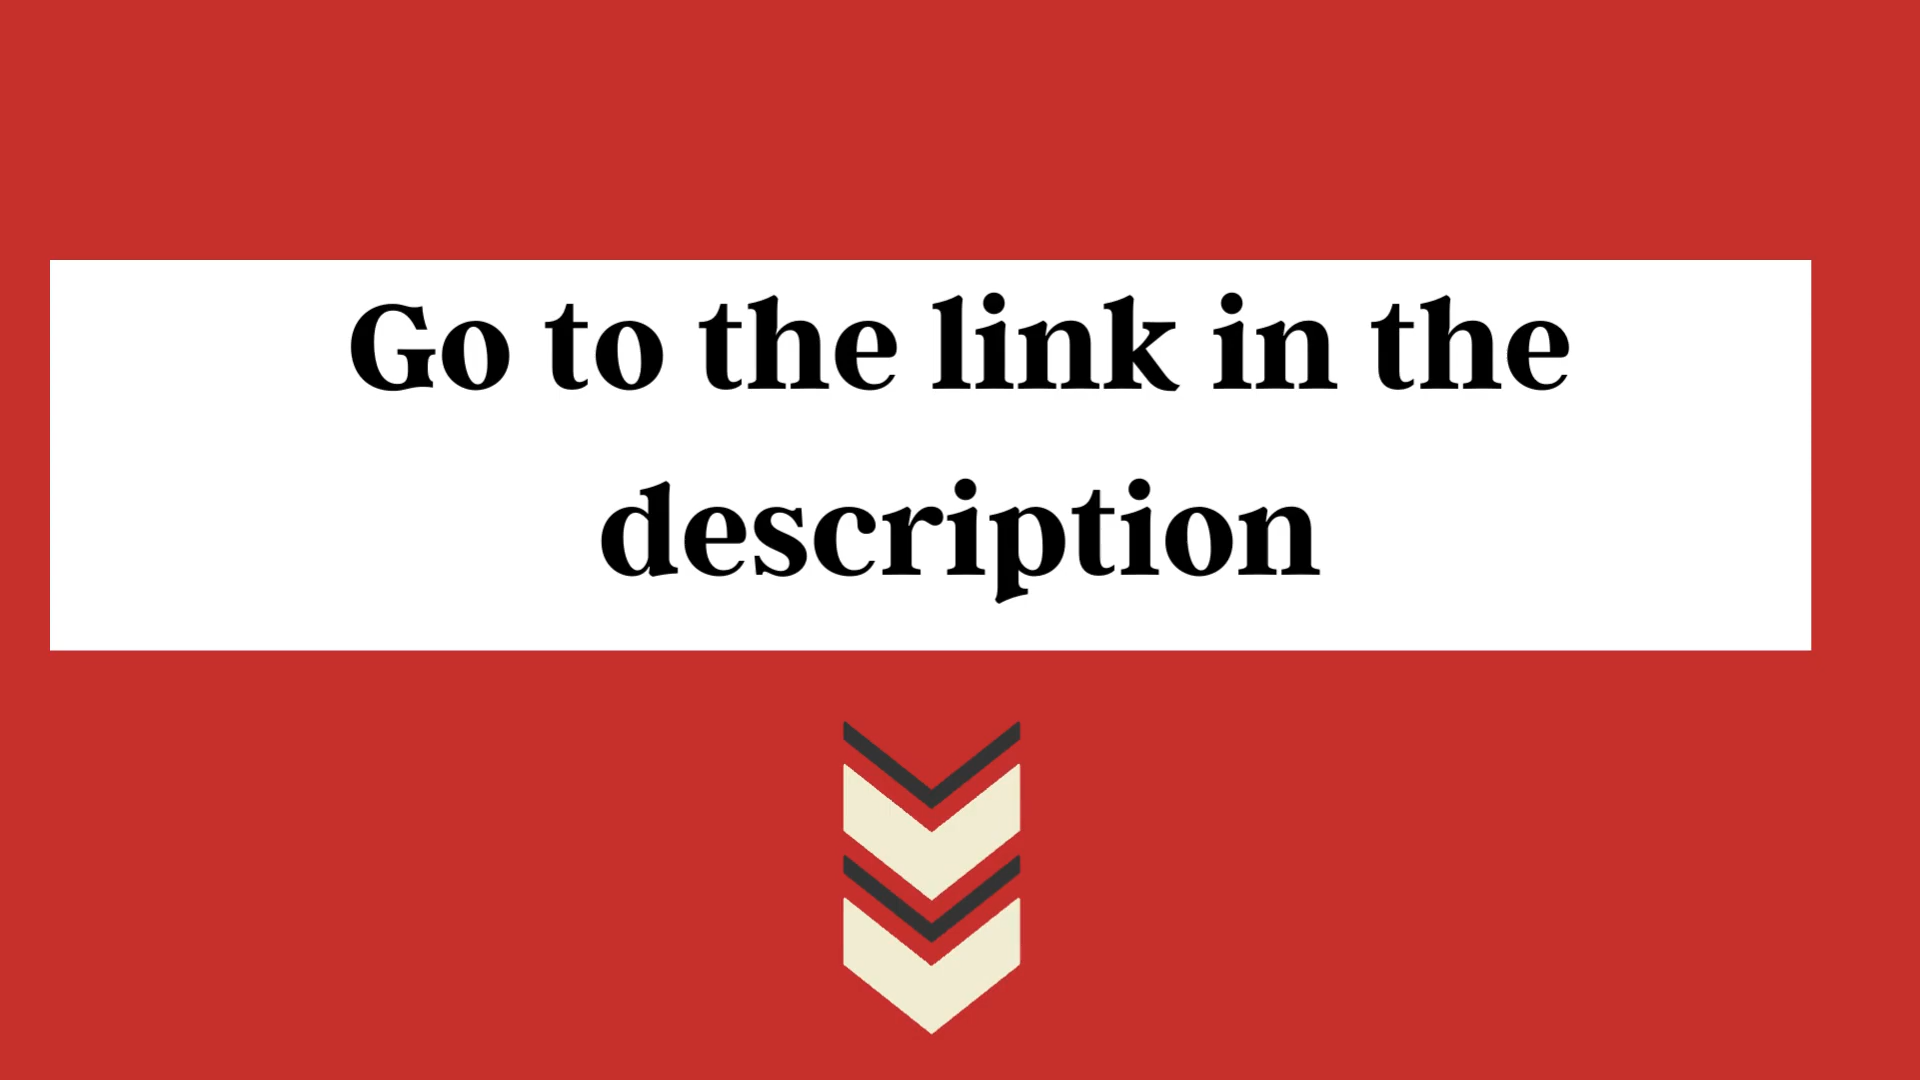 Go to the link in the
description